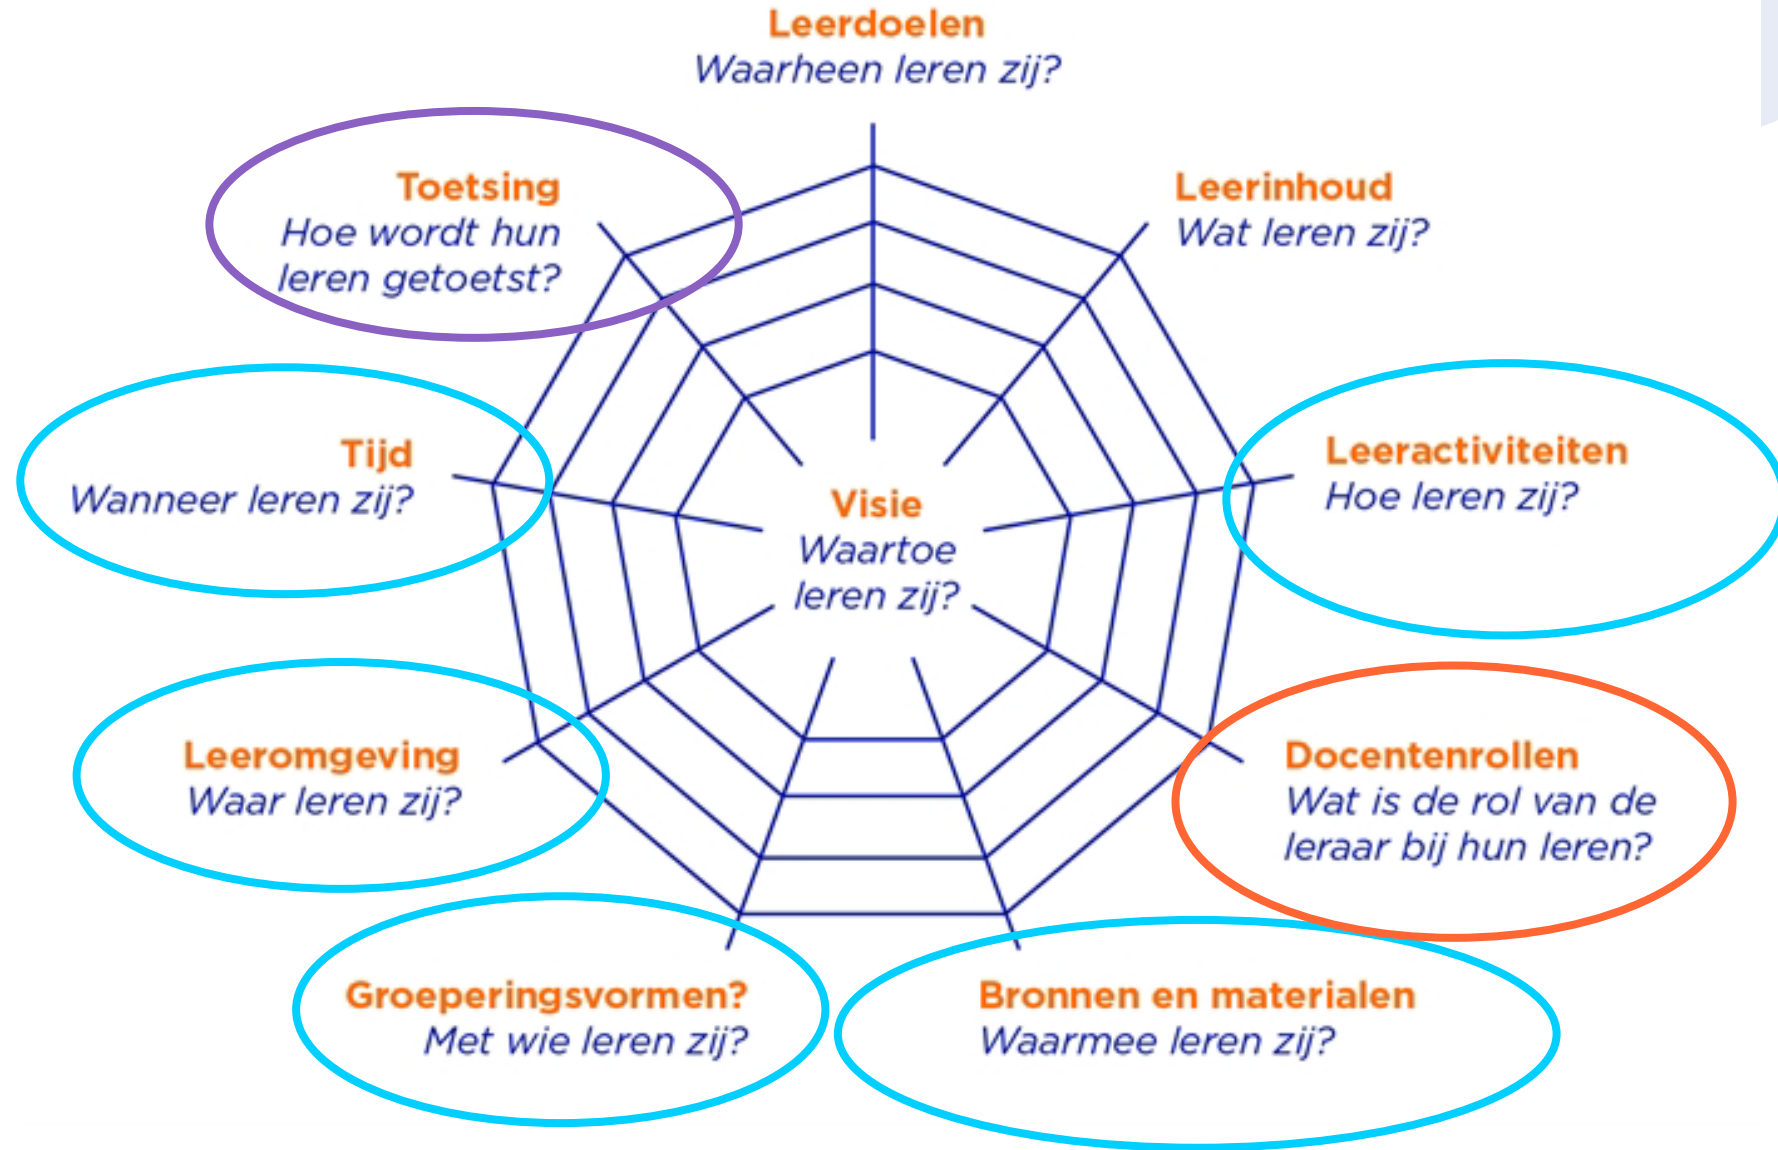 Leerdoelen
Waarheen leren zij?
Toetsing
Hoe wordt hun
leren getoetst?
Leerinhoud
Wat leren zij?
Tijd
Wanneer leren zij?
Leeractiviteiten
Hoe leren zij?
Visie
Waartoe
leren zij?
Leeromgeving
Waar leren zij?
Docentenrollen
Wat is de rol van de
leraar bij hun leren?
Groeperingsvormen?
Met wie leren zij?
Bronnen en materialen
Waarmee leren zij?